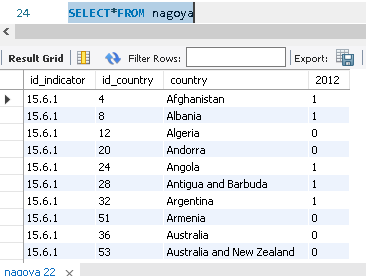 24 SELECT*FROM nagoya
Result Grid Filter Rows: Export:
id_indicator id_country country 2012
15.6.1 4 Afghanistan 1
15.6.1 8 Albania 1
15.6.1 12 Algeria 0
15.6.1 20 Andorra 0
15.6.1 24 Angola 1
15.6.1 28 Antigua and Barbuda 1
15.6.1 32 Argentina 1
15.6.1 51 Armenia 0
15.6.1 36 Australia 0
15.6.1 53 Australia and New Zealand 0
nagoya 22